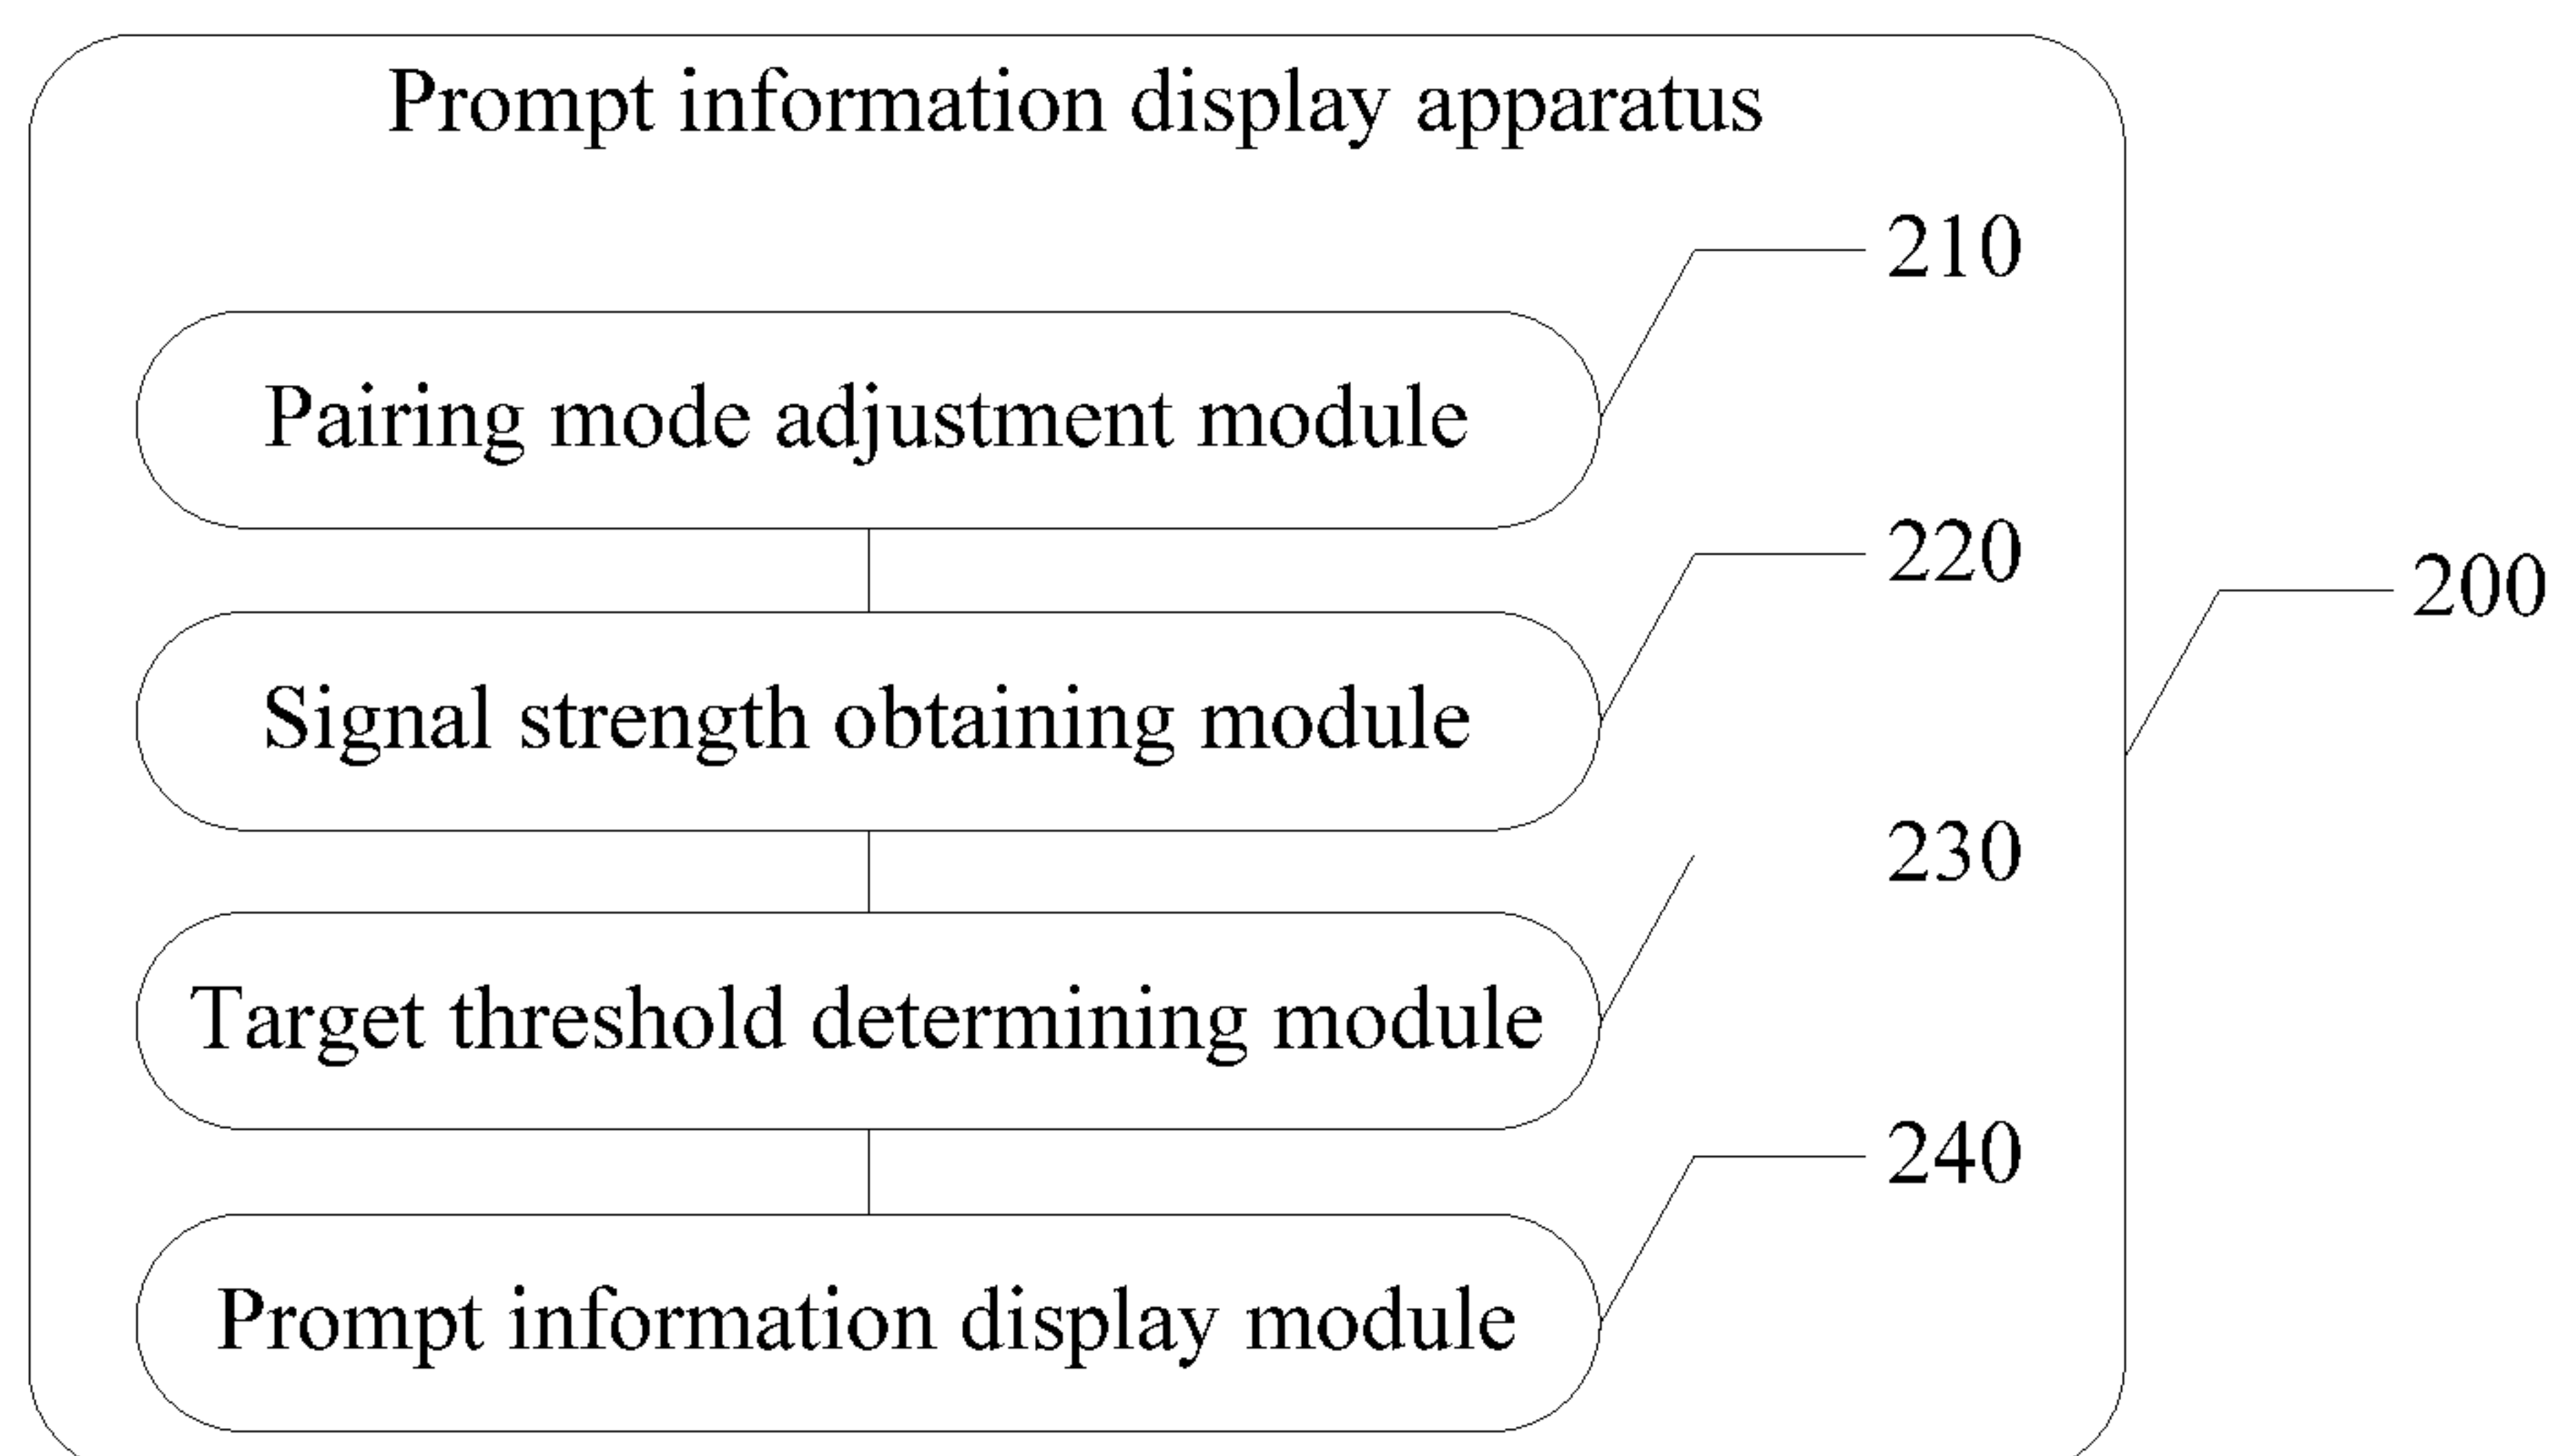 Prompt information display apparatus
210
Pairing mode adjustment module
220
200
Signal strength obtaining module
230
Target threshold determining module
240
Prompt information display module